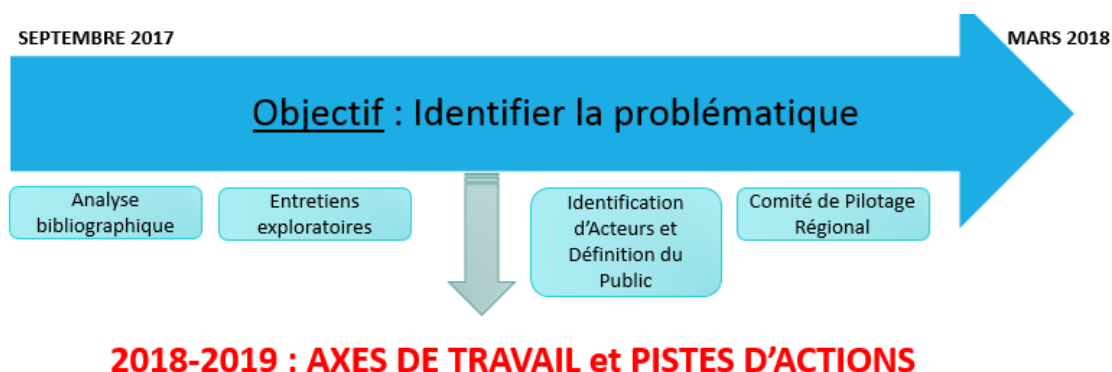 SEPTEMBRE 2017
MARS 2018
Objectif : Identifier la problématique
Analyse
bibliographique
Entretiens
exploratoires
Identification
d'Acteurs et
Définition du
Public
Comité de Pilotage
Régional
2018-2019 : AXES DE TRAVAIL et PISTES D'ACTIONS